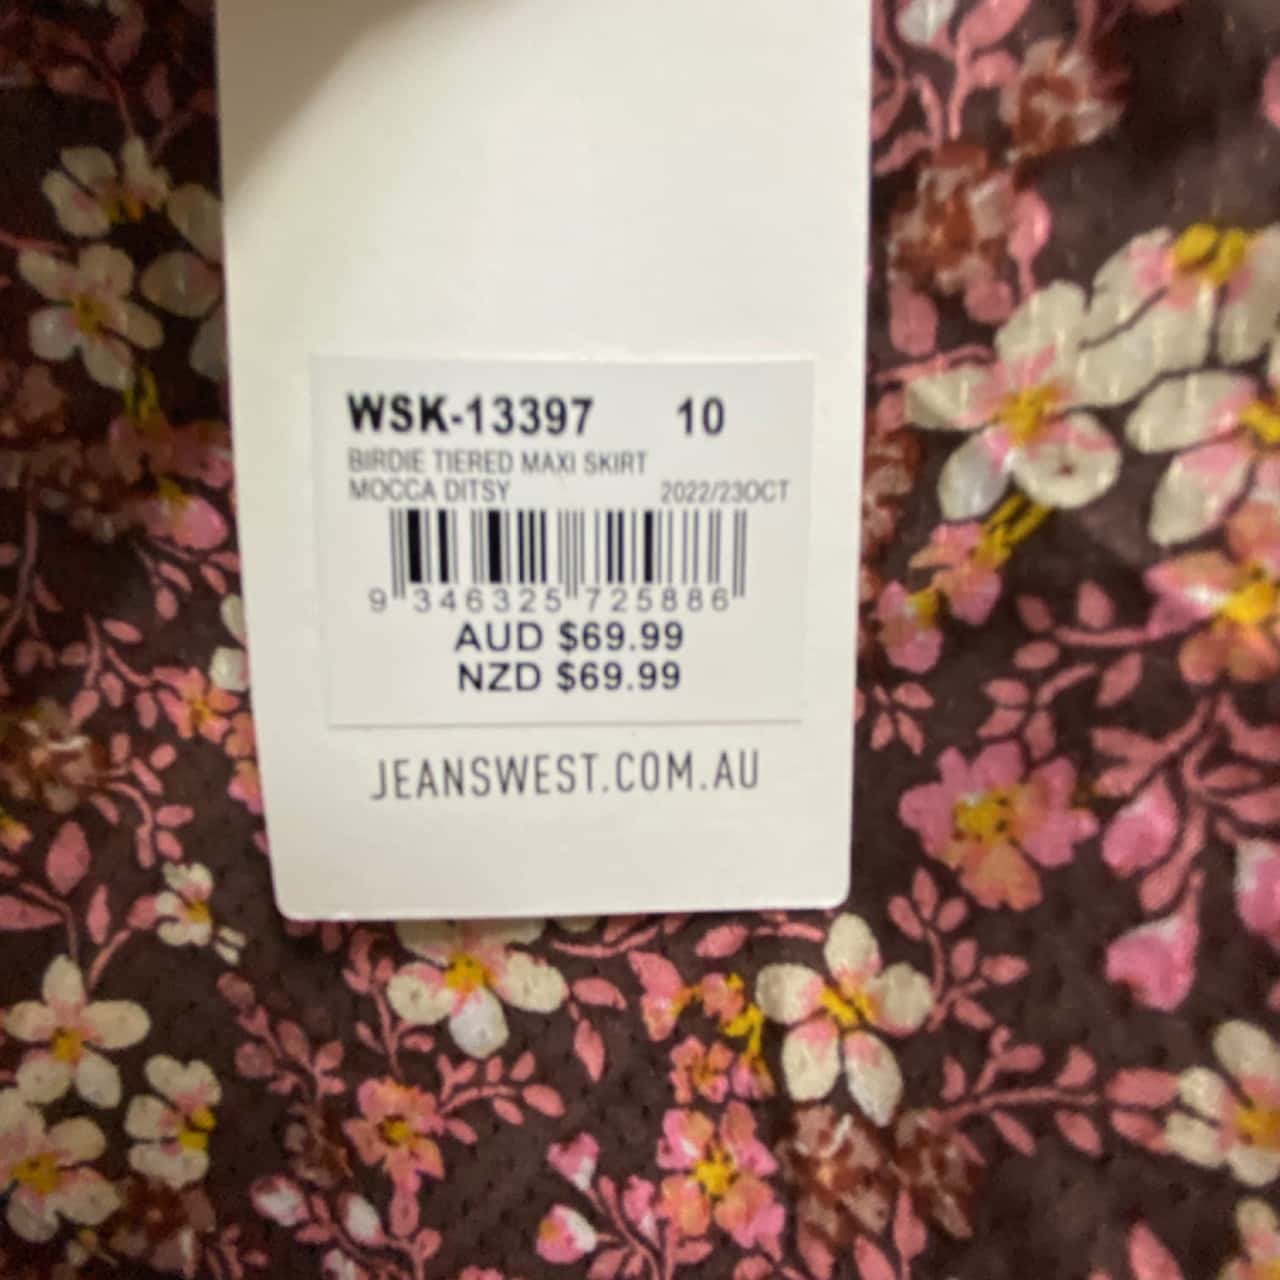 WSK-13397 10
BIRDIE TIERED MAXI SKIRT
MOCCA DITSY 2022/23OCT
9 346325 725886
AUD $69.99
NZD $69.99
JEANSWEST.COM.AU